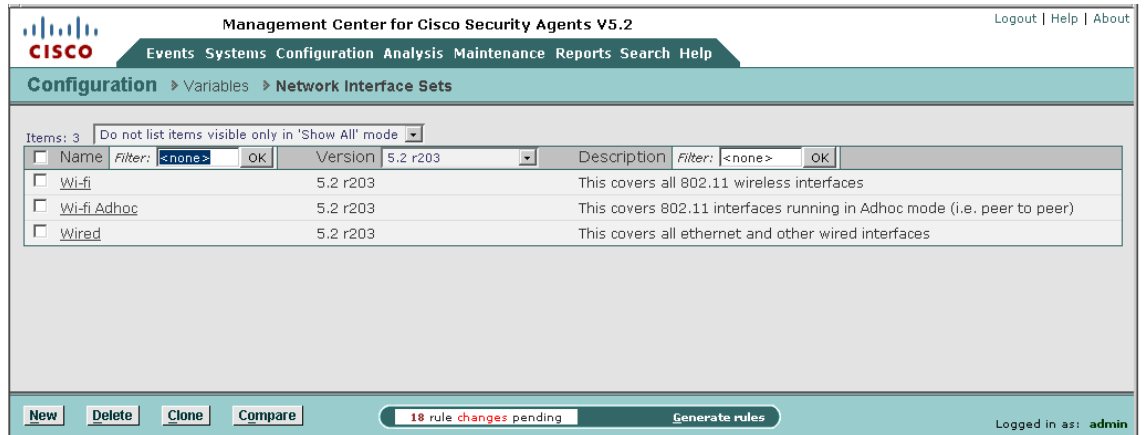 Management Center for Cisco Security Agents V5.2
Logout | Help | About
CISCO
Events Systems Configuration Analysis Maintenance Reports Search Help
Configuration > Variables > Network Interface Sets
Items: 3 Do not list items visible only in 'Show All' mode
Name Filter: <none> OK Version 5.2 r203 Description Filter: <none> OK
Wi-fi 5.2 r203 This covers all 802.11 wireless interfaces
Wi-fi Adhoc 5.2 r203 This covers 802.11 interfaces running in Adhoc mode (i.e. peer to peer)
Wired 5.2 r203 This covers all ethernet and other wired interfaces
New Delete Clone Compare 18 rule changes pending Generate rules Logged in as: admin